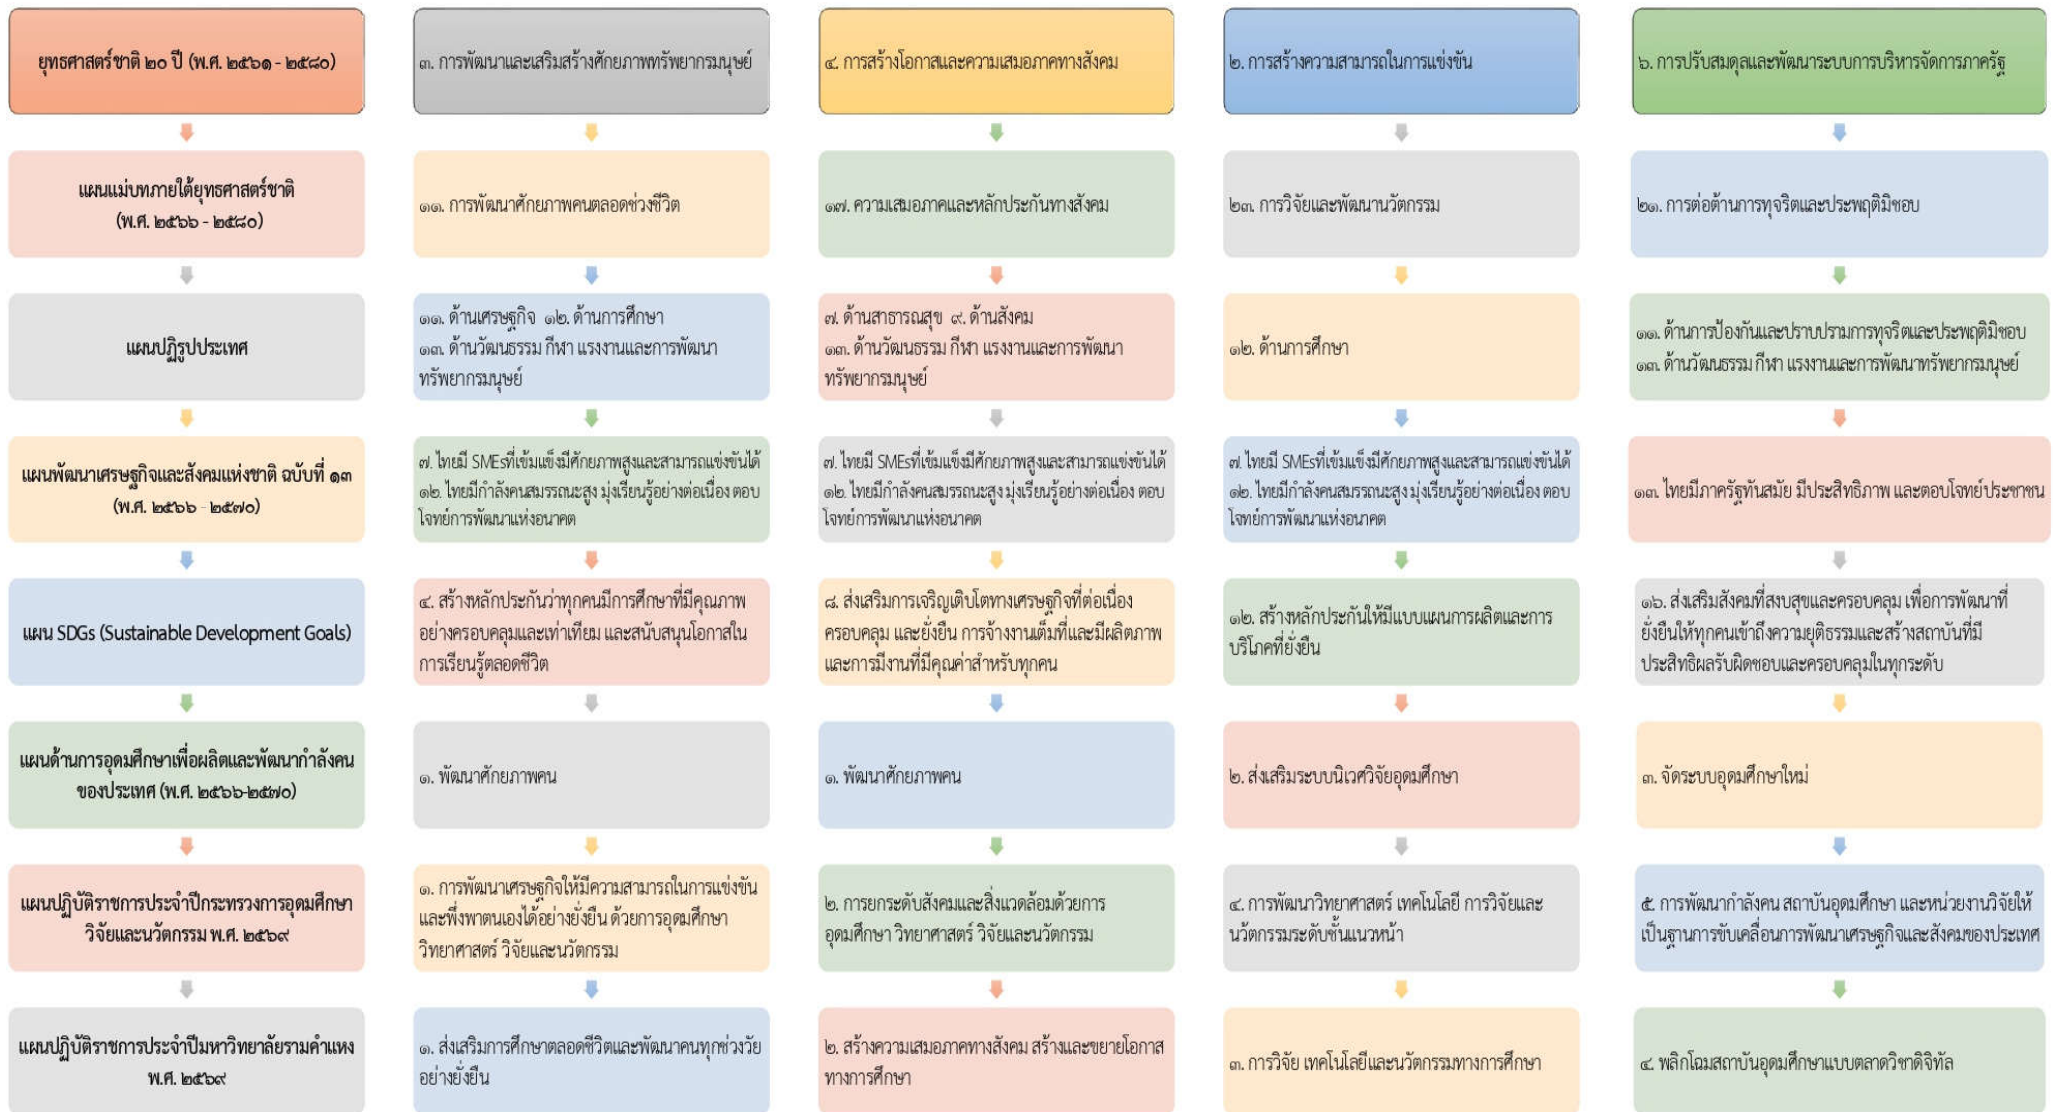 ยุทธศาสตร์ชาติ ๒๐ ปี (พ.ศ. ๒๕๖๑ - ๒๕๘๐)
๓. การพัฒนาและเสริมสร้างศักยภาพทรัพยากรมนุษย์
๔. การสร้างโอกาสและความเสมอภาคทางสังคม
๒. การสร้างความสามารถในการแข่งขัน
๖. การปรับสมดุลและพัฒนาระบบการบริหารจัดการภาครัฐ
แผนแม่บทภายใต้ยุทธศาสตร์ชาติ
(พ.ศ. ๒๕๖๖ - ๒๕๘๐)
๑๑. การพัฒนาศักยภาพคนตลอดช่วงชีวิต
๑๗. ความเสมอภาคและหลักประกันทางสังคม
๒๓. การวิจัยและพัฒนานวัตกรรม
๒๑. การต่อต้านการทุจริตและประพฤติมิชอบ
แผนปฏิรูปประเทศ
๑๑. ด้านเศรษฐกิจ ๑๒. ด้านการศึกษา
๑๓. ด้านวัฒนธรรม กีฬา แรงงานและการพัฒนา
ทรัพยากรมนุษย์
๗. ด้านสาธารณสุข ๙. ด้านสังคม
๑๓. ด้านวัฒนธรรม กีฬา แรงงานและการพัฒนา
ทรัพยากรมนุษย์
๑๒. ด้านการศึกษา
๑๑. ด้านการป้องกันและปราบปรามการทุจริตและประพฤติมิชอบ
๑๓. ด้านวัฒนธรรม กีฬา แรงงานและการพัฒนาทรัพยากรมนุษย์
แผนพัฒนาเศรษฐกิจและสังคมแห่งชาติ ฉบับที่ ๑๓
(พ.ศ. ๒๕๖๖ - ๒๕๗๐)
๗. ไทยมี SMEsที่เข้มแข็งมีศักยภาพสูงและสามารถแข่งขันได้
๑๒. ไทยมีกำลังคนสมรรถนะสูง มุ่งเรียนรู้อย่างต่อเนื่อง ตอบ
โจทย์การพัฒนาแห่งอนาคต
๗. ไทยมี SMEsที่เข้มแข็งมีศักยภาพสูงและสามารถแข่งขันได้
๑๒. ไทยมีกำลังคนสมรรถนะสูง มุ่งเรียนรู้อย่างต่อเนื่อง ตอบ
โจทย์การพัฒนาแห่งอนาคต
๗. ไทยมี SMEsที่เข้มแข็งมีศักยภาพสูงและสามารถแข่งขันได้
๑๒. ไทยมีกำลังคนสมรรถนะสูง มุ่งเรียนรู้อย่างต่อเนื่อง ตอบ
โจทย์การพัฒนาแห่งอนาคต
๑๓. ไทยมีภาครัฐทันสมัย มีประสิทธิภาพ และตอบโจทย์ประชาชน
แผน SDGs (Sustainable Development Goals)
๔. สร้างหลักประกันว่าทุกคนมีการศึกษาที่มีคุณภาพ
อย่างครอบคลุมและเท่าเทียม และสนับสนุนโอกาสใน
การเรียนรู้ตลอดชีวิต
๘. ส่งเสริมการเจริญเติบโตทางเศรษฐกิจที่ต่อเนื่อง
ครอบคลุม และยั่งยืน การจ้างงานเต็มที่และมีผลิตภาพ
และการมีงานที่มีคุณค่าสำหรับทุกคน
๑๒. สร้างหลักประกันให้มีแบบแผนการผลิตและการ
บริโภคที่ยั่งยืน
๑๖. ส่งเสริมสังคมที่สงบสุขและครอบคลุม เพื่อการพัฒนาที่
ยั่งยืนให้ทุกคนเข้าถึงความยุติธรรมและสร้างสถาบันที่มี
ประสิทธิผลรับผิดชอบและครอบคลุมในทุกระดับ
แผนด้านการอุดมศึกษาเพื่อผลิตและพัฒนากำลังคน
ของประเทศ (พ.ศ. ๒๕๖๖-๒๕๗๐)
๑. พัฒนาศักยภาพคน
๑. พัฒนาศักยภาพคน
๒. ส่งเสริมระบบนิเวศวิจัยอุดมศึกษา
๓. จัดระบบอุดมศึกษาใหม่
แผนปฏิบัติราชการประจำปีกระทรวงการอุดมศึกษา
วิจัยและนวัตกรรม พ.ศ. ๒๕๖๙
๑. การพัฒนาเศรษฐกิจให้มีความสามารถในการแข่งขัน
และพึ่งพาตนเองได้อย่างยั่งยืน ด้วยการอุดมศึกษา
วิทยาศาสตร์ วิจัยและนวัตกรรม
๒. การยกระดับสังคมและสิ่งแวดล้อมด้วยการ
อุดมศึกษา วิทยาศาสตร์ วิจัยและนวัตกรรม
๔. การพัฒนาวิทยาศาสตร์ เทคโนโลยี การวิจัยและ
นวัตกรรมระดับชั้นแนวหน้า
๕. การพัฒนากำลังคน สถาบันอุดมศึกษา และหน่วยงานวิจัยให้
เป็นฐานการขับเคลื่อนการพัฒนาเศรษฐกิจและสังคมของประเทศ
แผนปฏิบัติราชการประจำปีมหาวิทยาลัยรามคำแหง
พ.ศ. ๒๕๖๙
๑. ส่งเสริมการศึกษาตลอดชีวิตและพัฒนาคนทุกช่วงวัย
อย่างยั่งยืน
๒. สร้างความเสมอภาคทางสังคม สร้างและขยายโอกาส
ทางการศึกษา
๓. การวิจัย เทคโนโลยีและนวัตกรรมทางการศึกษา
๔. พลิกโฉมสถาบันอุดมศึกษาแบบตลาดวิชาดิจิทัล